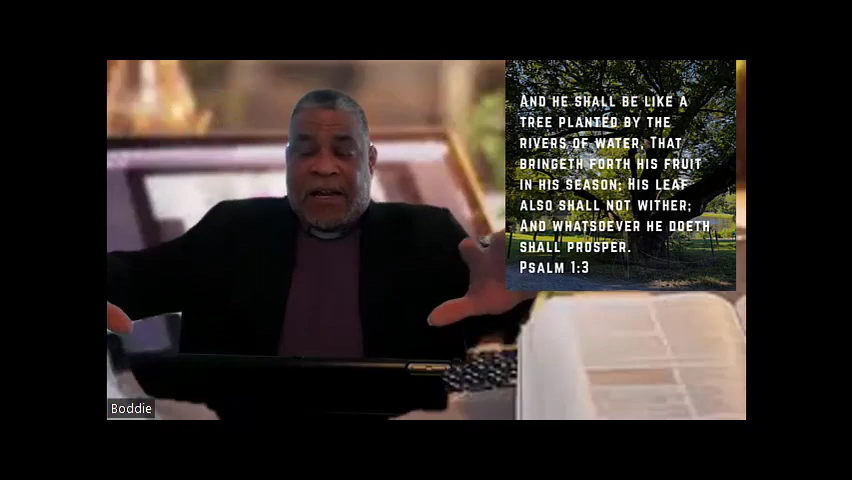 And he shall be like a
tree planted by the
rivers of water, That
bringeth forth his fruit
in his season; His leaf
also shall not wither;
And whatsoever he doeth
shall prosper.
Psalm 1:3
Boddie